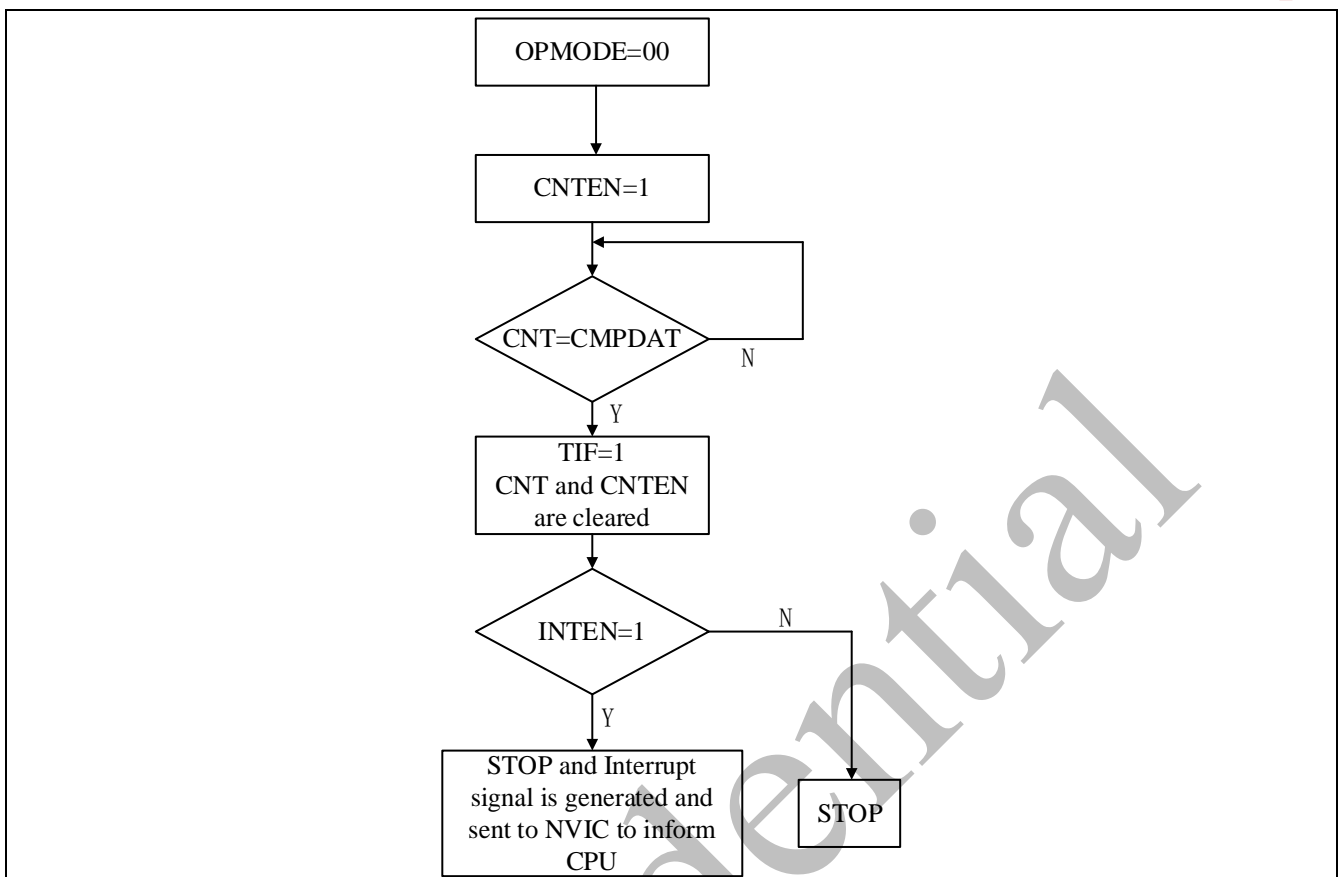 OPMODE=00
CNTEN=1
CNT=CMPDAT
N
Y
TIF=1
CNT and CNTEN
are cleared
INTEN=1
N
Y
STOP and Interrupt
signal is generated and
sent to NVIC to inform
CPU
STOP
dential